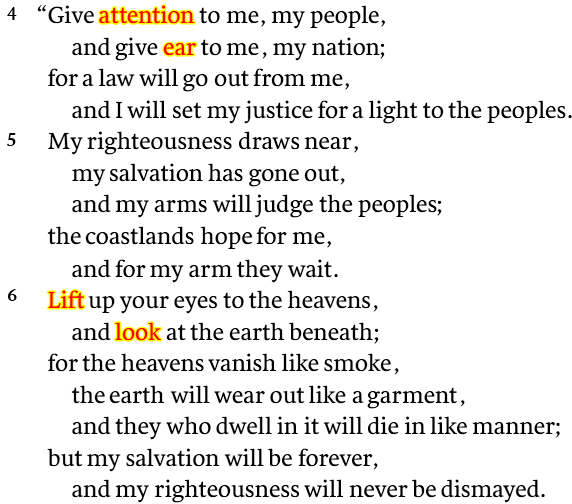 4 “Give attention to me, my people,
and give ear to me, my nation;
for a law will go out from me,
and I will set my justice for a light to the peoples.
5 My righteousness draws near,
my salvation has gone out,
and my arms will judge the peoples;
the coastlands hope for me,
and for my arm they wait.
6 Lift up your eyes to the heavens,
and look at the earth beneath;
for the heavens vanish like smoke,
the earth will wear out like a garment,
and they who dwell in it will die in like manner;
but my salvation will be forever,
and my righteousness will never be dismayed.